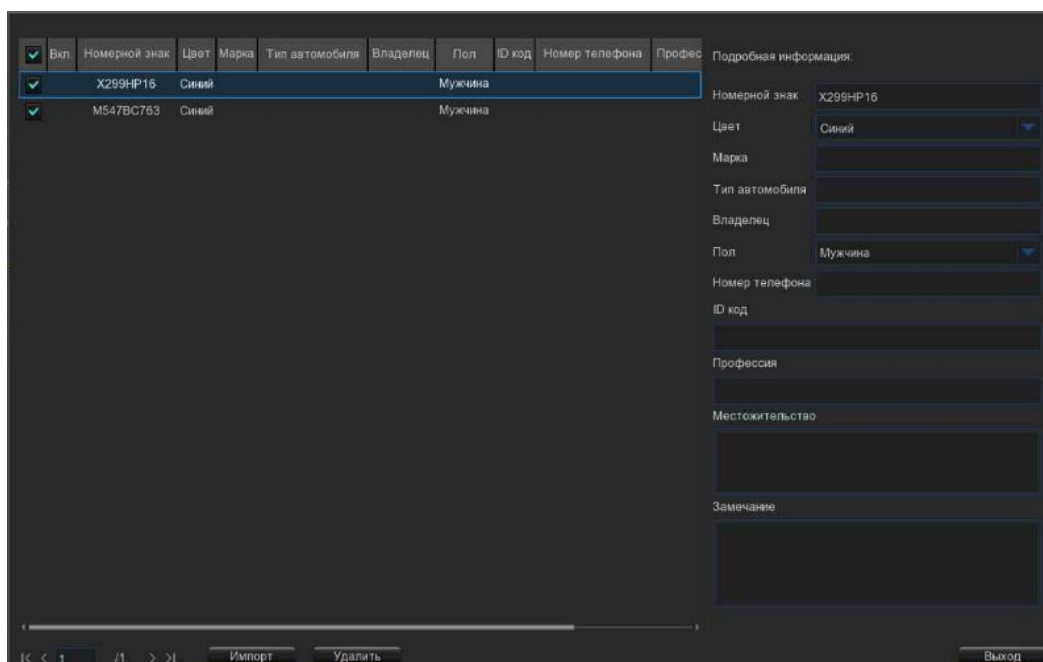 Вкл. Номерной знак Цвет Марка Тип автомобиля Владелец Пол ID код Номер телефона Профес
X299HP16 Синий Мужчина
M547BC763 Синий Мужчина
Подробная информация:
Номерной знак X299HP16
Цвет Синий
Марка
Тип автомобиля
Владелец
Пол Мужчина
Номер телефона
ID код
Профессия
Местожительство
Замечание
|< < 1 /1 > >| Импорт Удалить Выход